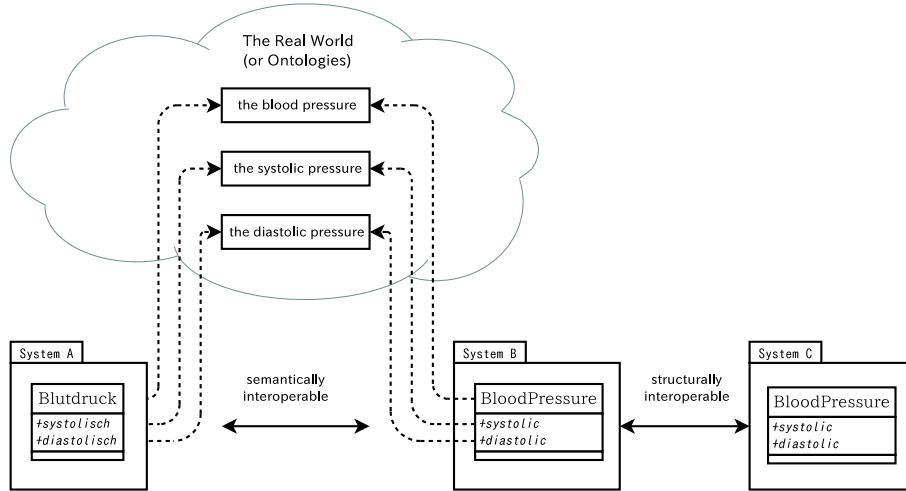 The Real World
(or Ontologies)
the blood pressure
the systolic pressure
the diastolic pressure
System A
Blutdruck
+systolisch
+diastolisch
semantically
interoperable
System B
BloodPressure
+systolic
+diastolic
structurally
interoperable
System C
BloodPressure
+systolic
+diastolic